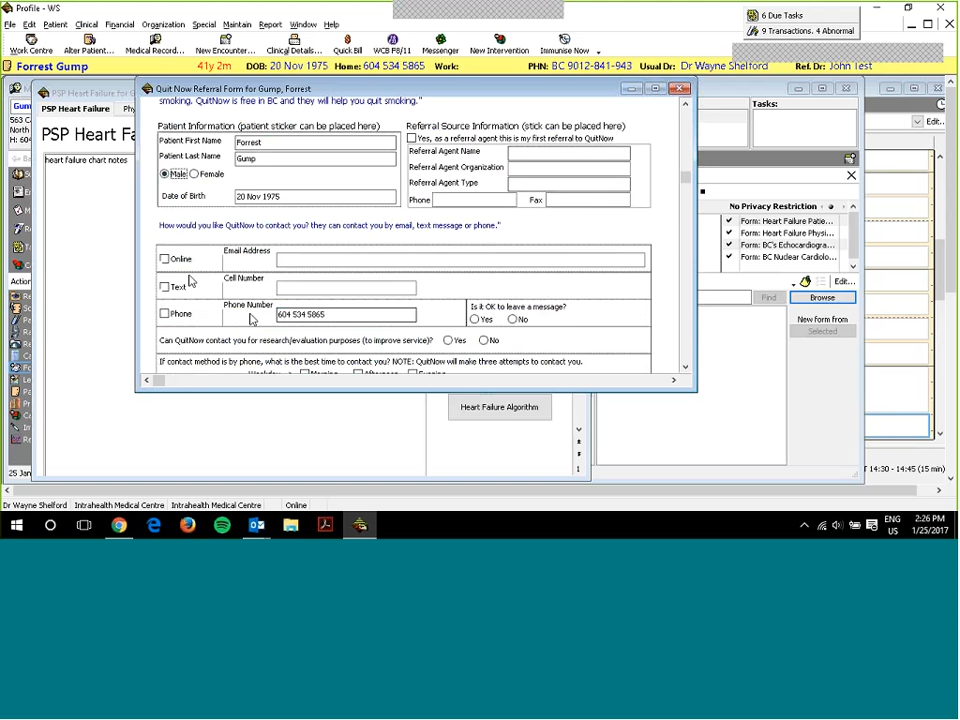 Profile - WS
File Edit Patient Clinical Financial Organization Special Maintain Report Window Help
6 Due Tasks
9 Transactions. 4 Abnormal
Work Centre Alter Patient... Medical Record... New Encounter... Clinical Details... Quick Bill WCB F8/11 Messenger New Intervention Immunise Now
Forrest Gump 41y 2m DOB: 20 Nov 1975 Home: 604 534 5865 Work: PHN: BC 9012-841-943 Usual Dr: Dr Wayne Shelford Ref. Dr: John Test
PSP Heart Failure for G
Quit Now Referral Form for Gump, Forrest
PSP Heart Failure
PSP Heart Fa
heart failure chart notes
smoking. QuitNow is free in BC and they will help you quit smoking."
Patient Information (patient sticker can be placed here)
Referral Source Information (stick can be placed here)
Patient First Name Forrest
Yes, as a referral agent this is my first referral to QuitNow
Patient Last Name Gump
Referral Agent Name
Referral Agent Organization
Male Female
Referral Agent Type
Date of Birth 20 Nov 1975
Phone Fax
How would you like QuitNow to contact you? they can contact you by email, text message or phone."
Online Email Address
Text Cell Number
Phone Phone Number 604 534 5865
Is it OK to leave a message?
Yes No
Can QuitNow contact you for research/evaluation purposes (to improve service)? Yes No
If contact method is by phone, what is the best time to contact you? NOTE: QuitNow will make three attempts to contact you.
Heart Failure Algorithm
Tasks:
Edit...
No Privacy Restriction
Form: Heart Failure Patie...
Form: Heart Failure Physi...
Form: BC's Echocardiogra...
Form: BC Nuclear Cardiolo...
Edit...
Find Browse
New form from
Selected
14:30 - 14:45 (15 min)
Dr Wayne Shelford Intrahealth Medical Centre Intrahealth Medical Centre Online
ENG
US
2:26 PM
1/25/2017